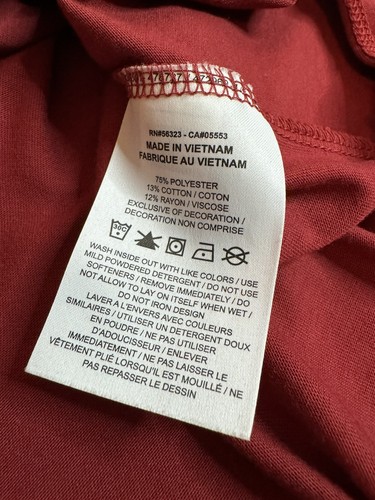 RN#56323 - CA#05553
MADE IN VIETNAM
FABRIQUE AU VIETNAM
75% POLYESTER
13% COTTON / COTON
12% RAYON / VISCOSE
EXCLUSIVE OF DECORATION /
DECORATION NON COMPRISE
30C
WASH INSIDE OUT WITH LIKE COLORS / USE
MILD POWDERED DETERGENT / DO NOT USE
SOFTENERS / REMOVE IMMEDIATELY / DO
NOT ALLOW TO LAY ON ITSELF WHEN WET /
DO NOT IRON DESIGN
LAVER A L'ENVERS AVEC COULEURS
SIMILAIRES / UTILISER UN DETERGENT DOUX
EN POUDRE / NE PAS UTILISER
D'ADOUCISSEUR / ENLEVER
IMMEDIATEMENT / NE PAS LAISSER LE
VÊTEMENT PLIÉ LORSQU'IL EST MOUILLÉ / NE
PAS REPASSER LE DESSIN